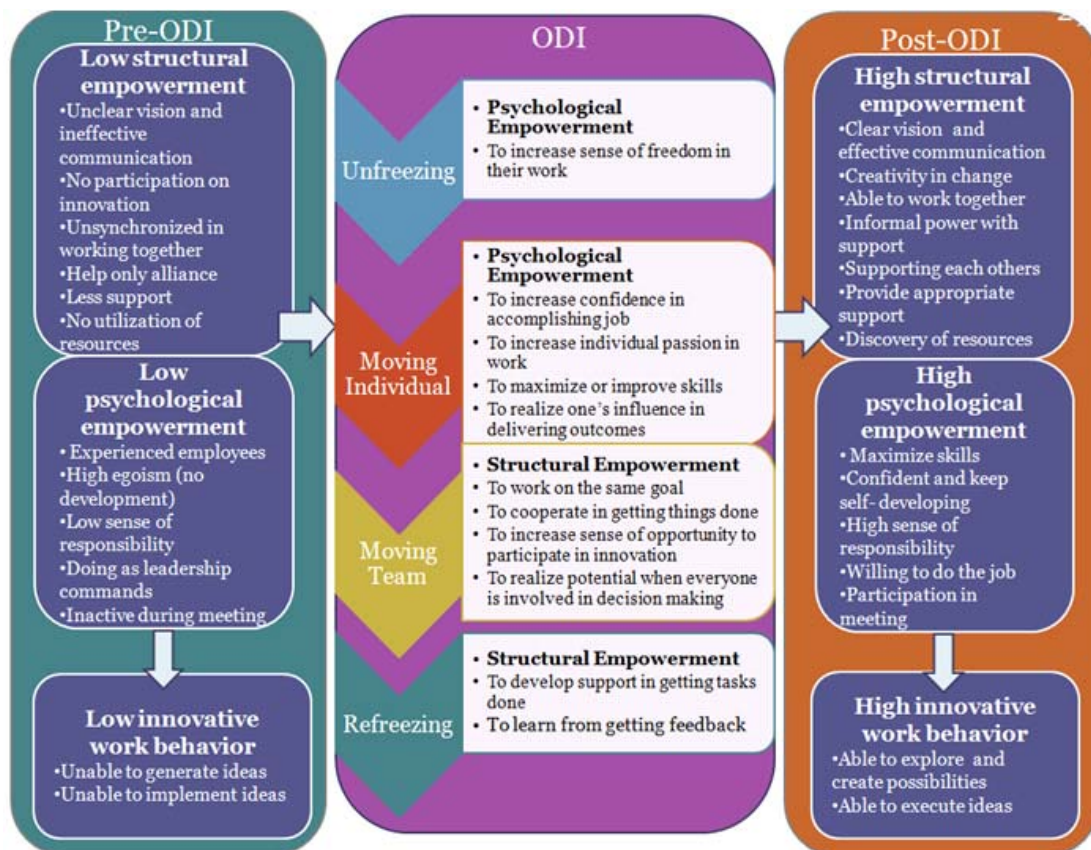 Pre-ODI
Low structural
empowerment
•Unclear vision and
ineffective
communication
•No participation on
innovation
•Unsynchronized in
working together
•Help only alliance
•Less support
•No utilization of
resources
Low
psychological
empowerment
• Experienced employees
•High egoism (no
development)
•Low sense of
responsibility
•Doing as leadership
commands
•Inactive during meeting
Low innovative
work behavior
•Unable to generate ideas
•Unable to implement ideas
ODI
Unfreezing
• Psychological
Empowerment
• To increase sense of freedom in
their work
Moving
Individual
• Psychological
Empowerment
• To increase confidence in
accomplishing job
• To increase individual passion in
work
• To maximize or improve skills
• To realize one's influence in
delivering outcomes
Moving
Team
• Structural Empowerment
• To work on the same goal
• To cooperate in getting things done
• To increase sense of opportunity to
participate in innovation
• To realize potential when everyone
is involved in decision making
Refreezing
• Structural Empowerment
• To develop support in getting tasks
done
• To learn from getting feedback
Post-ODI
High structural
empowerment
•Clear vision and
effective communication
•Creativity in change
•Able to work together
•Informal power with
support
•Supporting each others
•Provide appropriate
support
•Discovery of resources
High
psychological
empowerment
• Maximize skills
•Confident and keep
self- developing
•High sense of
responsibility
•Willing to do the job
•Participation in
meeting
High innovative
work behavior
•Able to explore and
create possibilities
•Able to execute ideas